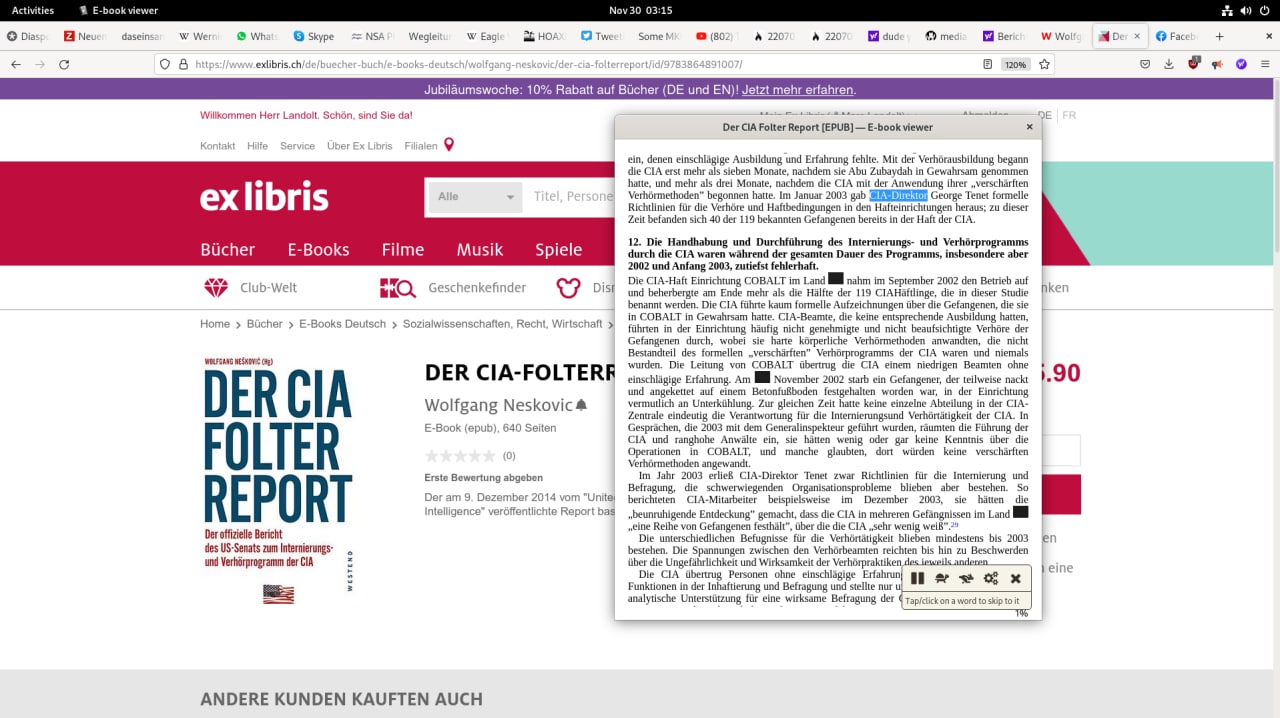 Activities
E-book viewer
Nov 30 03:15
Diasp
Neuen
daseinsan
Werni
Whats
Skype
NSA P
Wegleitur
Eagle
HOAX
Tweet
Some MK
(802)
22070
22070
dude y
media
Berich
Wolfg
Der
Faceb
https://www.exlibris.ch/de/buecher-buch/e-books-deutsch/wolfgang-neskovic/der-cia-folterreport/id/9783864891007/
120%
Jubiläumswoche: 10% Rabatt auf Bücher (DE und EN)! Jetzt mehr erfahren.
Willkommen Herr Landolt. Schön, sind Sie da!
DE | FR
Kontakt Hilfe Service Über Ex Libris Filialen
ex libris
Alle
Titel, Persone
Bücher E-Books Filme Musik Spiele
Club-Welt
Geschenkefinder
Disn
nken
Home > Bücher > E-Books Deutsch > Sozialwissenschaften, Recht, Wirtschaft >
WOLFGANG NEŠKOVIĆ (Hg)
DER CIA
FOLTER
REPORT
Der offizielle Bericht
des US-Senats zum Internierungs-
und Verhörprogramm der CIA
WESTEND
DER CIA-FOLTERR
5.90
Wolfgang Neskovic
E-Book (epub), 640 Seiten
(0)
Erste Bewertung abgeben
Der am 9. Dezember 2014 vom "Unite
Intelligence" veröffentlichte Report bas
en
n eine
Der CIA Folter Report [EPUB] — E-book viewer
ein, denen einschlägige Ausbildung und Erfahrung fehlte. Mit der Verhörausbildung begann
die CIA erst mehr als sieben Monate, nachdem sie Abu Zubaydah in Gewahrsam genommen
hatte, und mehr als drei Monate, nachdem die CIA mit der Anwendung ihrer „verschärften
Verhörmethoden” begonnen hatte. Im Januar 2003 gab CIA-Direktor George Tenet formelle
Richtlinien für die Verhöre und Haftbedingungen in den Hafteinrichtungen heraus; zu dieser
Zeit befanden sich 40 der 119 bekannten Gefangenen bereits in der Haft der CIA.
12. Die Handhabung und Durchführung des Internierungs- und Verhörprogramms
durch die CIA waren während der gesamten Dauer des Programms, insbesondere aber
2002 und Anfang 2003, zutiefst fehlerhaft.
Die CIA-Haft Einrichtung COBALT im Land nahm im September 2002 den Betrieb auf
und beherbergte am Ende mehr als die Hälfte der 119 CIAHäftlinge, die in dieser Studie
benannt werden. Die CIA führte kaum formelle Aufzeichnungen über die Gefangenen, die sie
in COBALT in Gewahrsam hatte. CIA-Beamte, die keine entsprechende Ausbildung hatten,
führten in der Einrichtung häufig nicht genehmigte und nicht beaufsichtigte Verhöre der
Gefangenen durch, wobei sie harte körperliche Verhörmethoden anwandten, die nicht
Bestandteil des formellen „verschärften” Verhörprogramms der CIA waren und niemals
wurden. Die Leitung von COBALT übertrug die CIA einem niedrigen Beamten ohne
einschlägige Erfahrung. Am November 2002 starb ein Gefangener, der teilweise nackt
und angekettet auf einem Betonfußboden festgehalten worden war, in der Einrichtung
vermutlich an Unterkühlung. Zur gleichen Zeit hatte keine einzelne Abteilung in der CIA-
Zentrale eindeutig die Verantwortung für die Internierungsund Verhörtätigkeit der CIA. In
Gesprächen, die 2003 mit dem Generalinspekteur geführt wurden, räumten die Führung der
CIA und ranghohe Anwälte ein, sie hätten wenig oder gar keine Kenntnis über die
Operationen in COBALT, und manche glaubten, dort würden keine verschärften
Verhörmethoden angewandt.
Im Jahr 2003 erließ CIA-Direktor Tenet zwar Richtlinien für die Internierung und
Befragung, die schwerwiegenden Organisationsprobleme blieben aber bestehen. So
berichteten CIA-Mitarbeiter beispielsweise im Dezember 2003, sie hätten die
„beunruhigende Entdeckung” gemacht, dass die CIA in mehreren Gefängnissen im Land
„eine Reihe von Gefangenen festhält”, über die die CIA „sehr wenig weiß”.29
Die unterschiedlichen Befugnisse für die Verhörtätigkeit blieben mindestens bis 2003
bestehen. Die Spannungen zwischen den Verhörbeamten reichten bis hin zu Beschwerden
über die Ungefährlichkeit und Wirksamkeit der Verhörpraktiken des jeweils anderen.
Die CIA übertrug Personen ohne einschlägige Erfahrung
Funktionen in der Inhaftierung und Befragung und stellte nur u
analytische Unterstützung für eine wirksame Befragung der
Tap/click on a word to skip to it
1%
ANDERE KUNDEN KAUFTEN AUCH